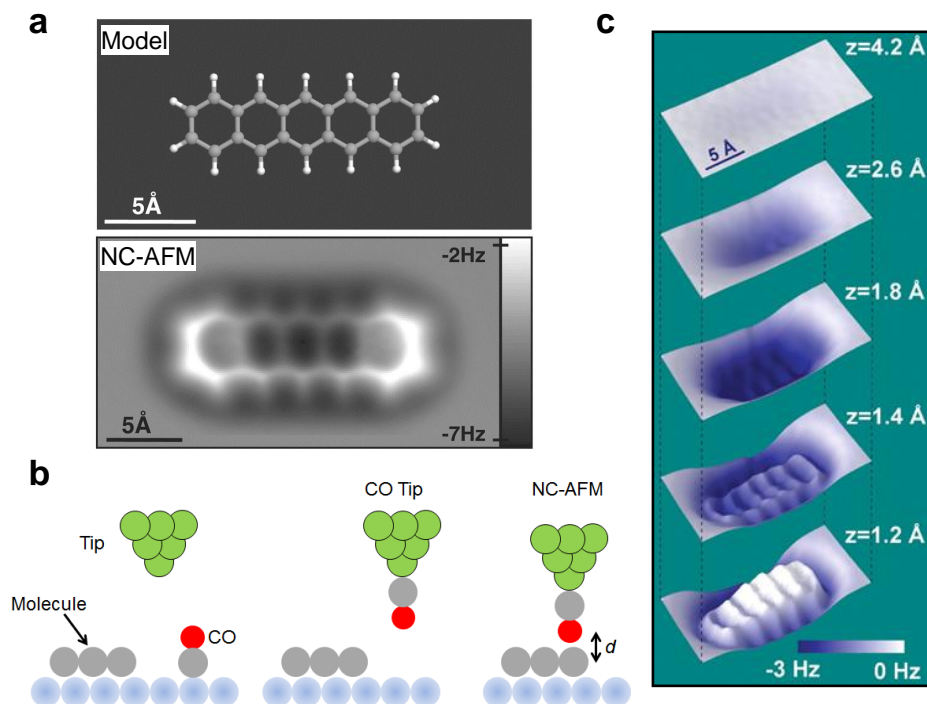 a
Model
5Å
NC-AFM
-2Hz
5Å
-7Hz
b
Tip
Molecule
CO
CO Tip
NC-AFM
d
c
z=4.2 Å
5 Å
z=2.6 Å
z=1.8 Å
z=1.4 Å
z=1.2 Å
-3 Hz
0 Hz